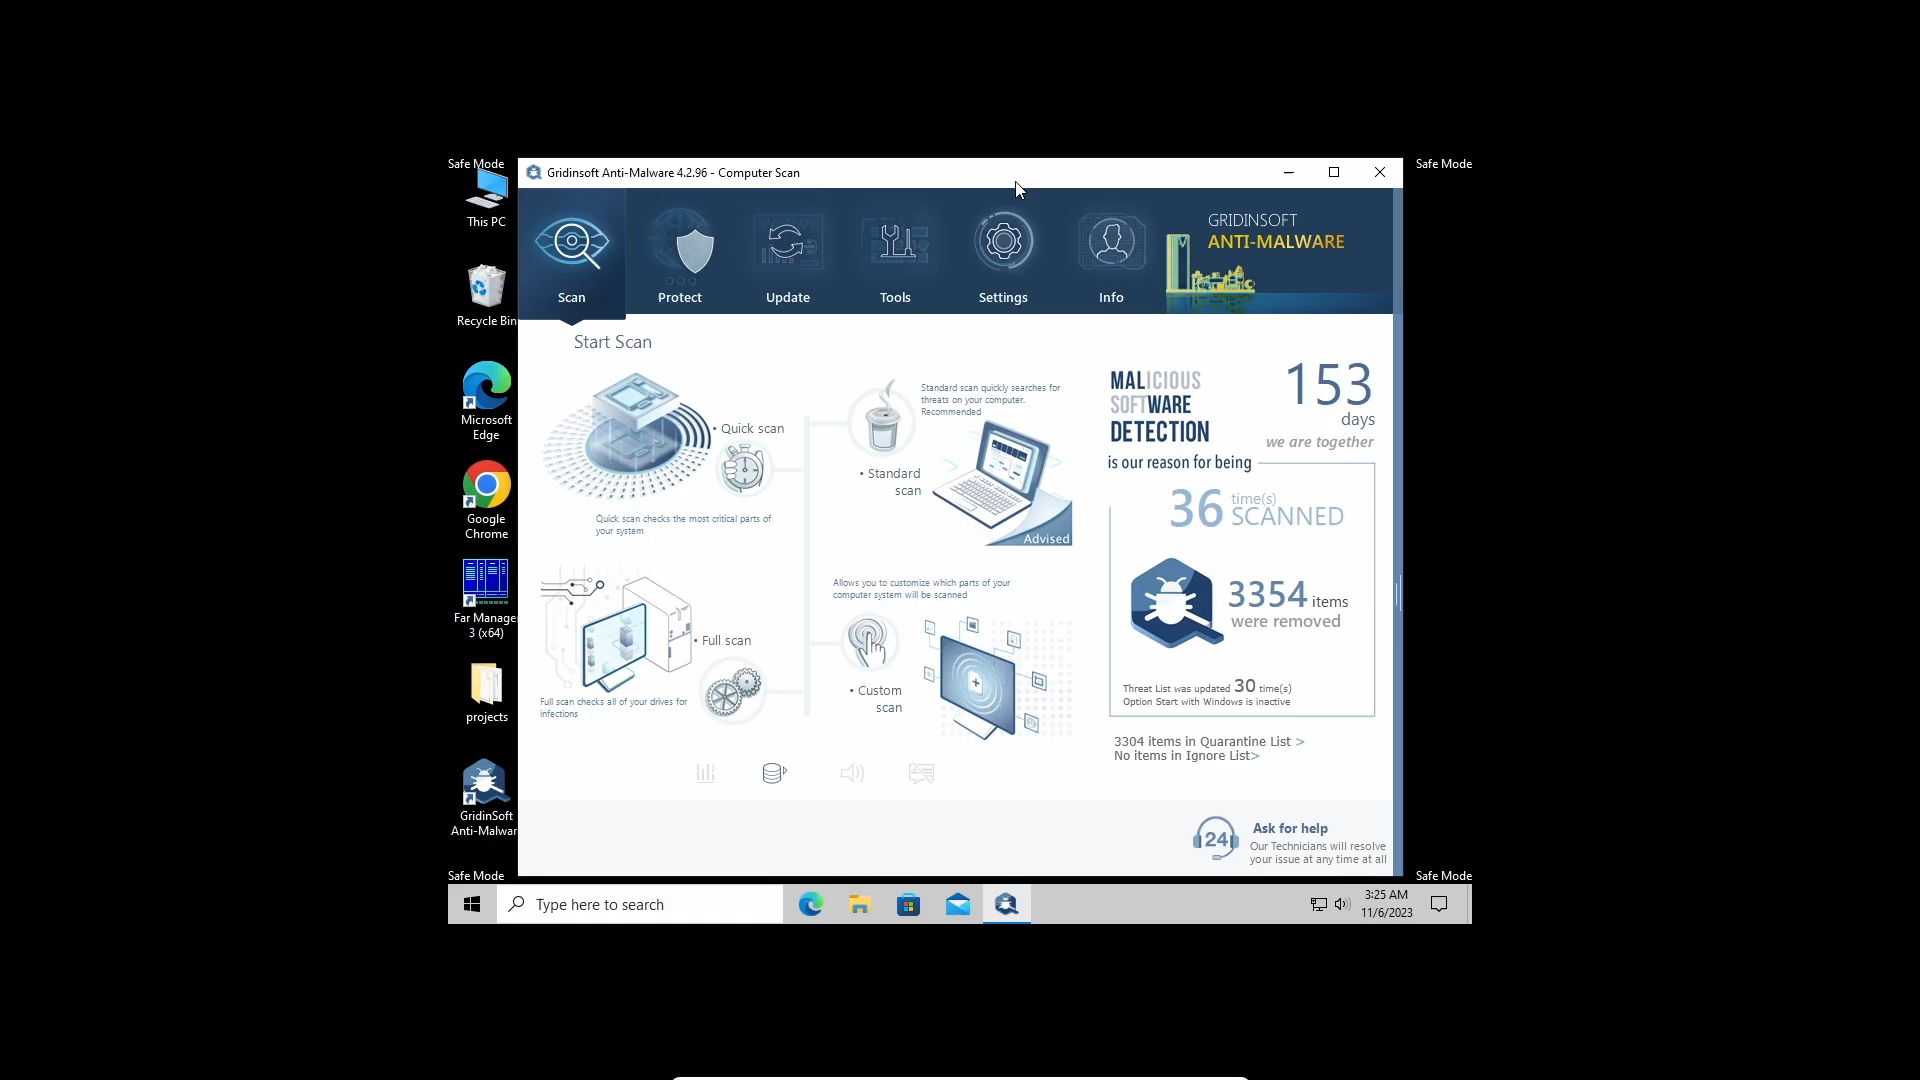 Safe Mode
Safe Mode
Gridinsoft Anti-Malware 4.2.96 - Computer Scan
This PC
Recycle Bin
Microsoft
Edge
Google
Chrome
Far Manage
3 (x64)
projects
GridinSoft
Anti-Malwar
Scan
Protect
Update
Tools
Settings
Info
GRIDINSOFT
ANTI-MALWARE
Start Scan
• Quick scan
Quick scan checks the most critical parts of
your system
Standard scan quickly searches for
threats on your computer.
Recommended
• Standard
scan
Advised
• Full scan
Full scan checks all of your drives for
infections
Allows you to customize which parts of your
computer system will be scanned
• Custom
scan
MALICIOUS
SOFTWARE
DETECTION
is our reason for being
153
days
we are together
36 time(s)
SCANNED
3354 items
were removed
Threat List was updated 30 time(s)
Option Start with Windows is inactive
3304 items in Quarantine List >
No items in Ignore List>
24
Ask for help
Our Technicians will resolve
your issue at any time at all
Safe Mode
Safe Mode
Type here to search
3:25 AM
11/6/2023